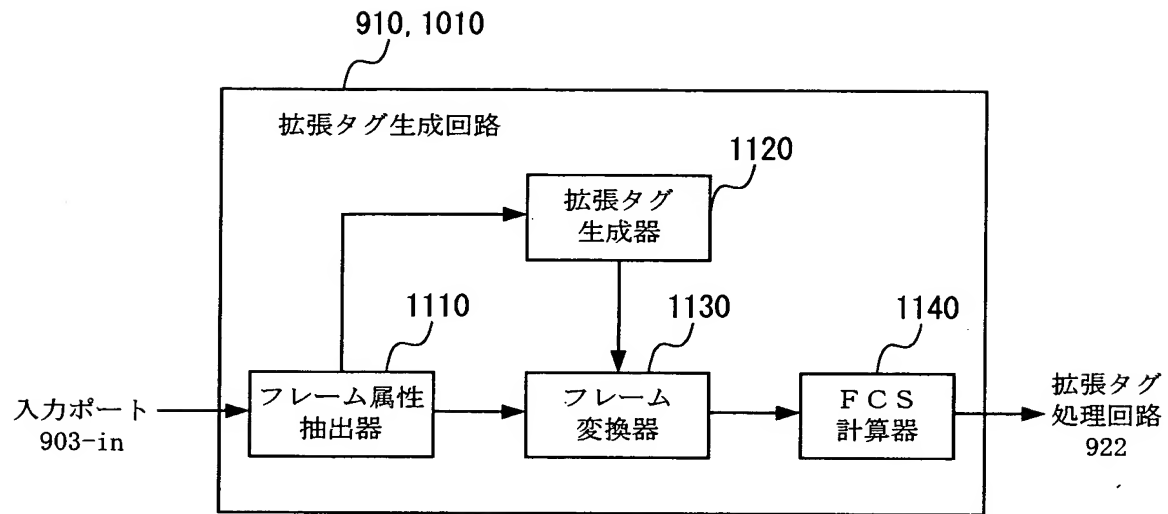 910, 1010
拡張タグ生成回路
1120
拡張タグ
生成器
1110
1130
1140
入力ポート
903-in
フレーム属性
抽出器
フレーム
変換器
ＦＣＳ
計算器
拡張タグ
処理回路
922